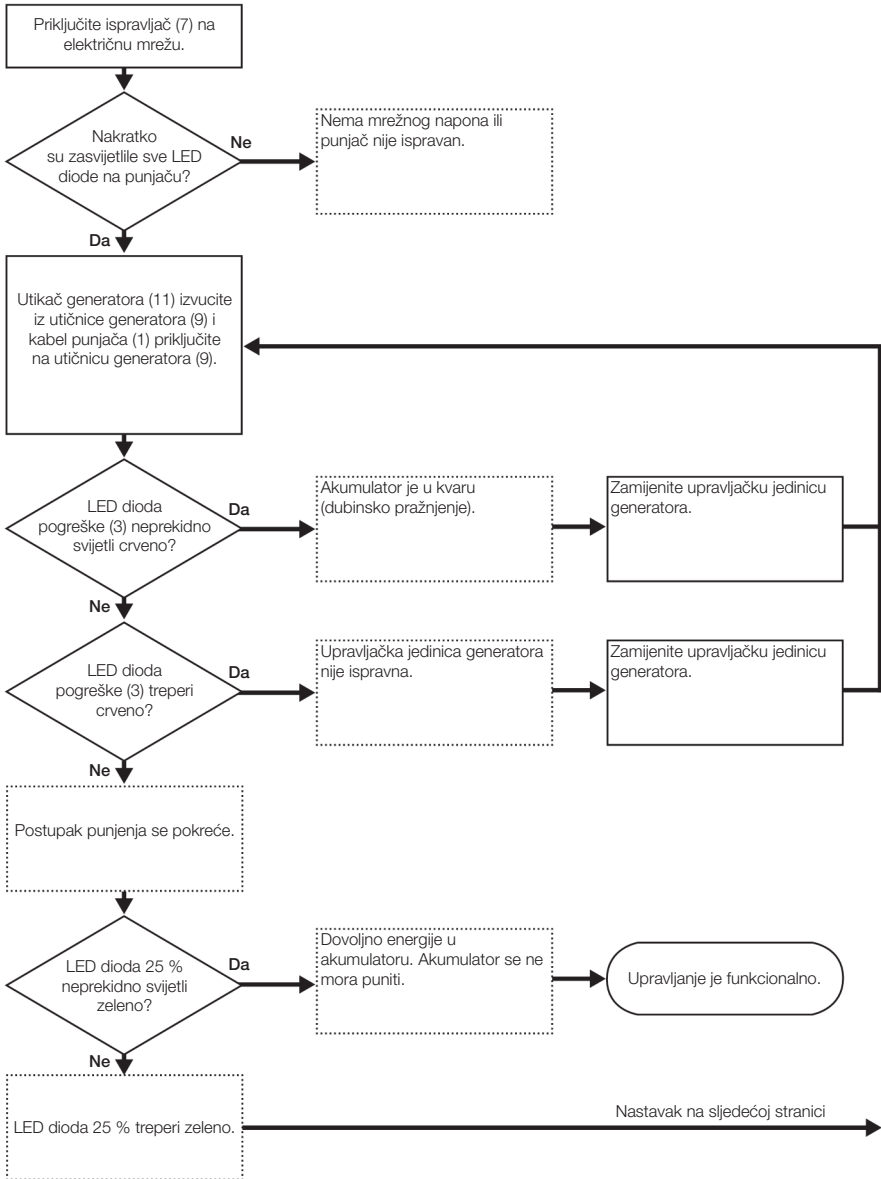 Priključite ispravljač (7) na
električnu mrežu.
Nakratko
su zasvijetlile sve LED
diode na punjaču?
Ne
Nema mrežnog napona ili
punjač nije ispravan.
Da
Utikač generatora (11) izvucite
iz utičnice generatora (9) i
kabel punjača (1) priključite
na utičnicu generatora (9).
LED dioda
pogreške (3) neprekidno
svijetli crveno?
Da
Akumulator je u kvaru
(dubinsko pražnjenje).
Zamijenite upravljačku jedinicu
generatora.
Ne
LED dioda
pogreške (3) treperi
crveno?
Da
Upravljačka jedinica generatora
nije ispravna.
Zamijenite upravljačku jedinicu
generatora.
Ne
Postupak punjenja se pokreće.
LED dioda 25 %
neprekidno svijetli
zeleno?
Da
Dovoljno energije u
akumulatoru. Akumulator se ne
mora puniti.
Upravljanje je funkcionalno.
Ne
LED dioda 25 % treperi zeleno.
Nastavak na sljedećoj stranici